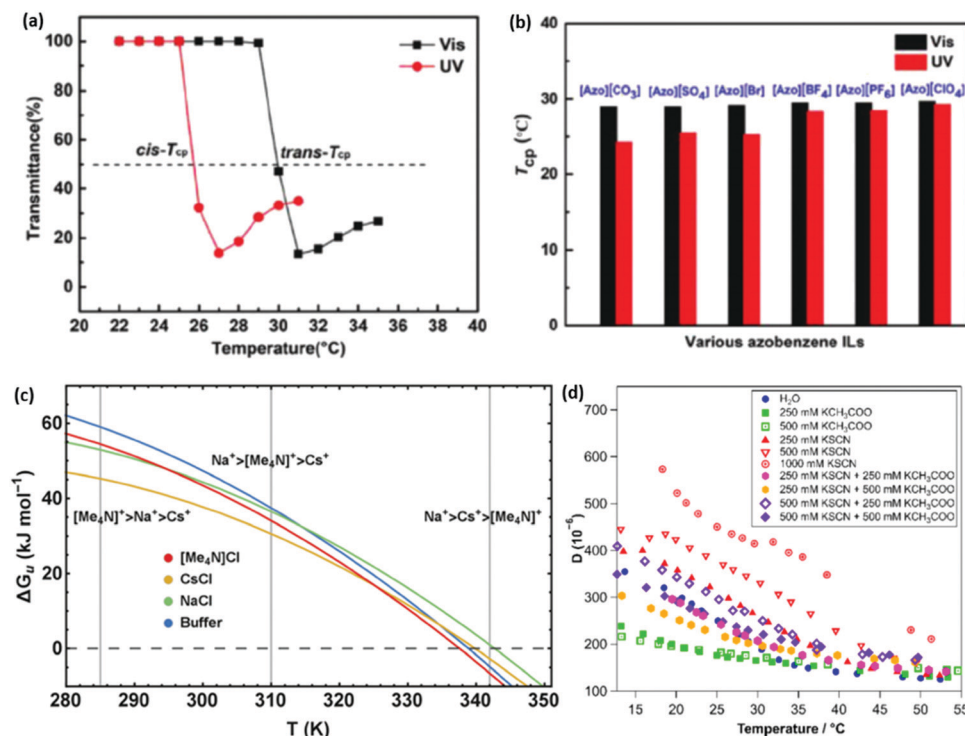 (a)
Vis
UV
cis-Tcp
trans-Tcp
100
80
60
40
20
0
Transmittance(%)
20 22 24 26 28 30 32 34 36 38 40
Temperature(°C)
(b)
Vis
UV
[Azo][CO3] [Azo][SO4] [Azo][Br] [Azo][BF4] [Azo][PF6] [Azo][ClO4]
40
30
20
10
0
Tcp (°C)
Various azobenzene ILs
(c)
60
40
20
0
ΔGu (kJ mol−1)
Na+>[Me4N]+>Cs+
[Me4N]+>Na+>Cs+
Na+>Cs+>[Me4N]+
[Me4N]Cl
CsCl
NaCl
Buffer
280 290 300 310 320 330 340 350
T (K)
(d)
H2O
250 mM KCH3COO
500 mM KCH3COO
250 mM KSCN
500 mM KSCN
1000 mM KSCN
250 mM KSCN + 250 mM KCH3COO
250 mM KSCN + 500 mM KCH3COO
500 mM KSCN + 250 mM KCH3COO
500 mM KSCN + 500 mM KCH3COO
700
600
500
400
300
200
100
D (10-6)
15 20 25 30 35 40 45 50 55
Temperature / °C